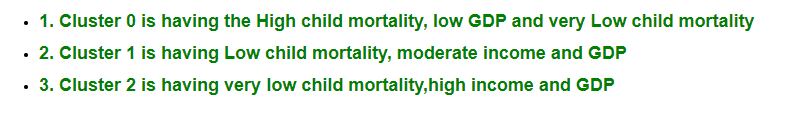 • 1. Cluster 0 is having the High child mortality, low GDP and very Low child mortality
• 2. Cluster 1 is having Low child mortality, moderate income and GDP
• 3. Cluster 2 is having very low child mortality,high income and GDP